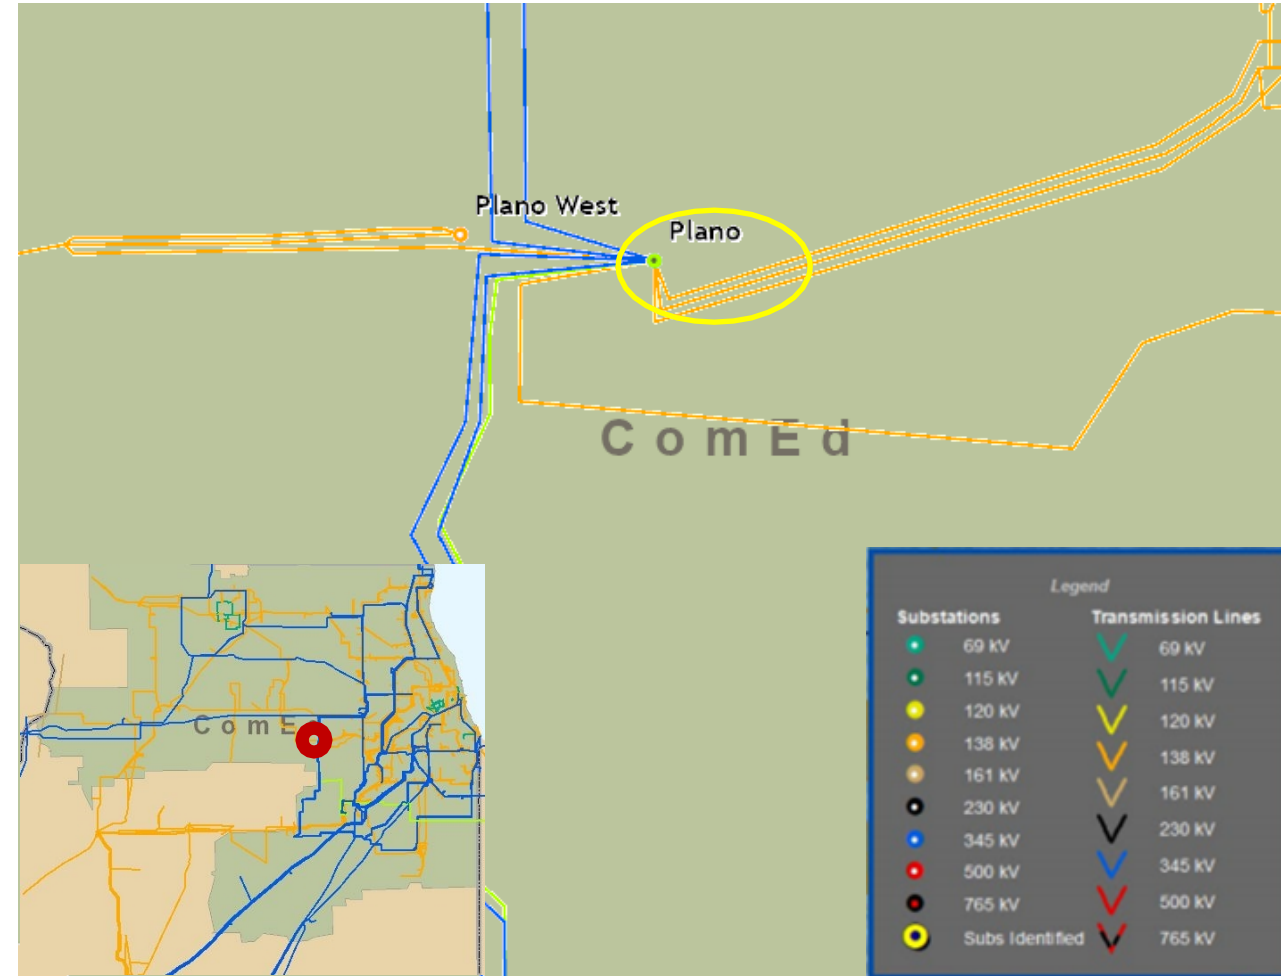 Plano West
Plano
ComEd
ComE
Legend
Substations
Transmission Lines
69 kV
69 kV
115 kV
115 kV
120 kV
120 kV
138 kV
138 kV
161 kV
161 kV
230 kV
230 kV
345 kV
345 kV
500 kV
500 kV
765 kV
765 kV
Subs Identified